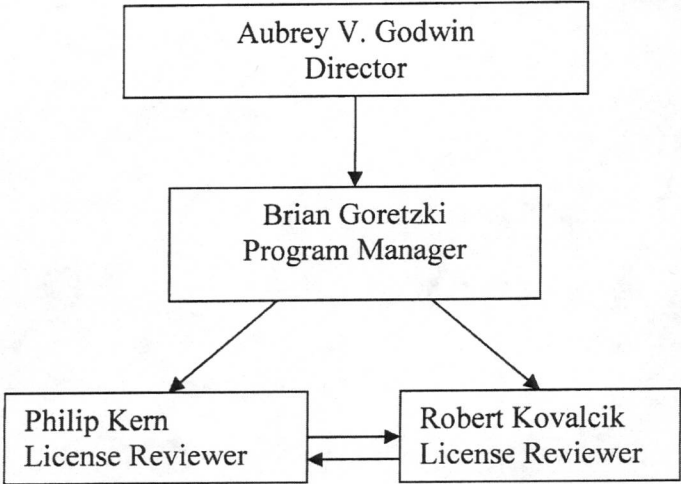 Aubrey V. Godwin
Director
Brian Goretzki
Program Manager
Philip Kern
License Reviewer
Robert Kovalcik
License Reviewer